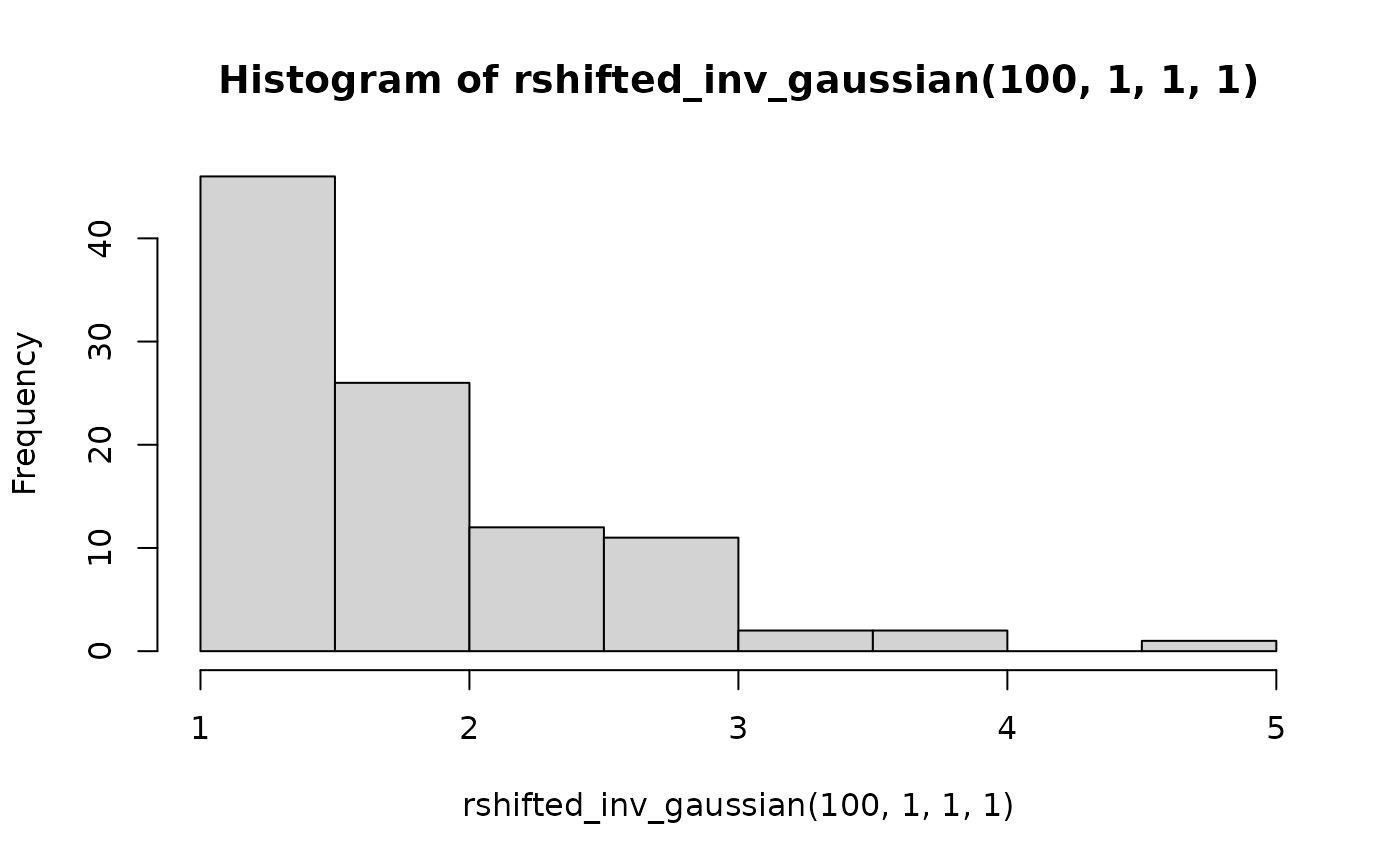 Histogram of rshifted_inv_gaussian(100, 1, 1, 1)
Frequency
40
30
20
10
0
1 2 3 4 5
rshifted_inv_gaussian(100, 1, 1, 1)